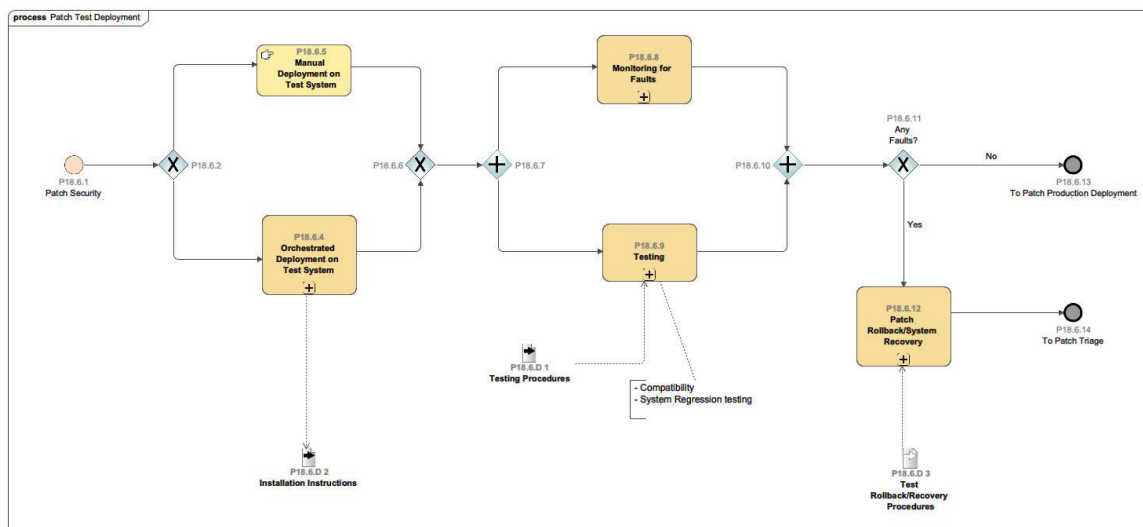 process Patch Test Deployment
P18.6.5
Manual
Deployment on
Test System
P18.6.8
Monitoring for
Faults
P18.6.11
Any
Faults?
P18.6.2
P18.6.6
P18.6.7
P18.6.10
No
P18.6.1
Patch Security
P18.6.13
To Patch Production Deployment
P18.6.4
Orchestrated
Deployment on
Test System
P18.6.9
Testing
Yes
P18.6.12
Patch
Rollback/System
Recovery
P18.6.14
To Patch Triage
P18.6.D 1
Testing Procedures
- Compatibility
- System Regression testing
P18.6.D 2
Installation Instructions
P18.6.D 3
Test
Rollback/Recovery
Procedures